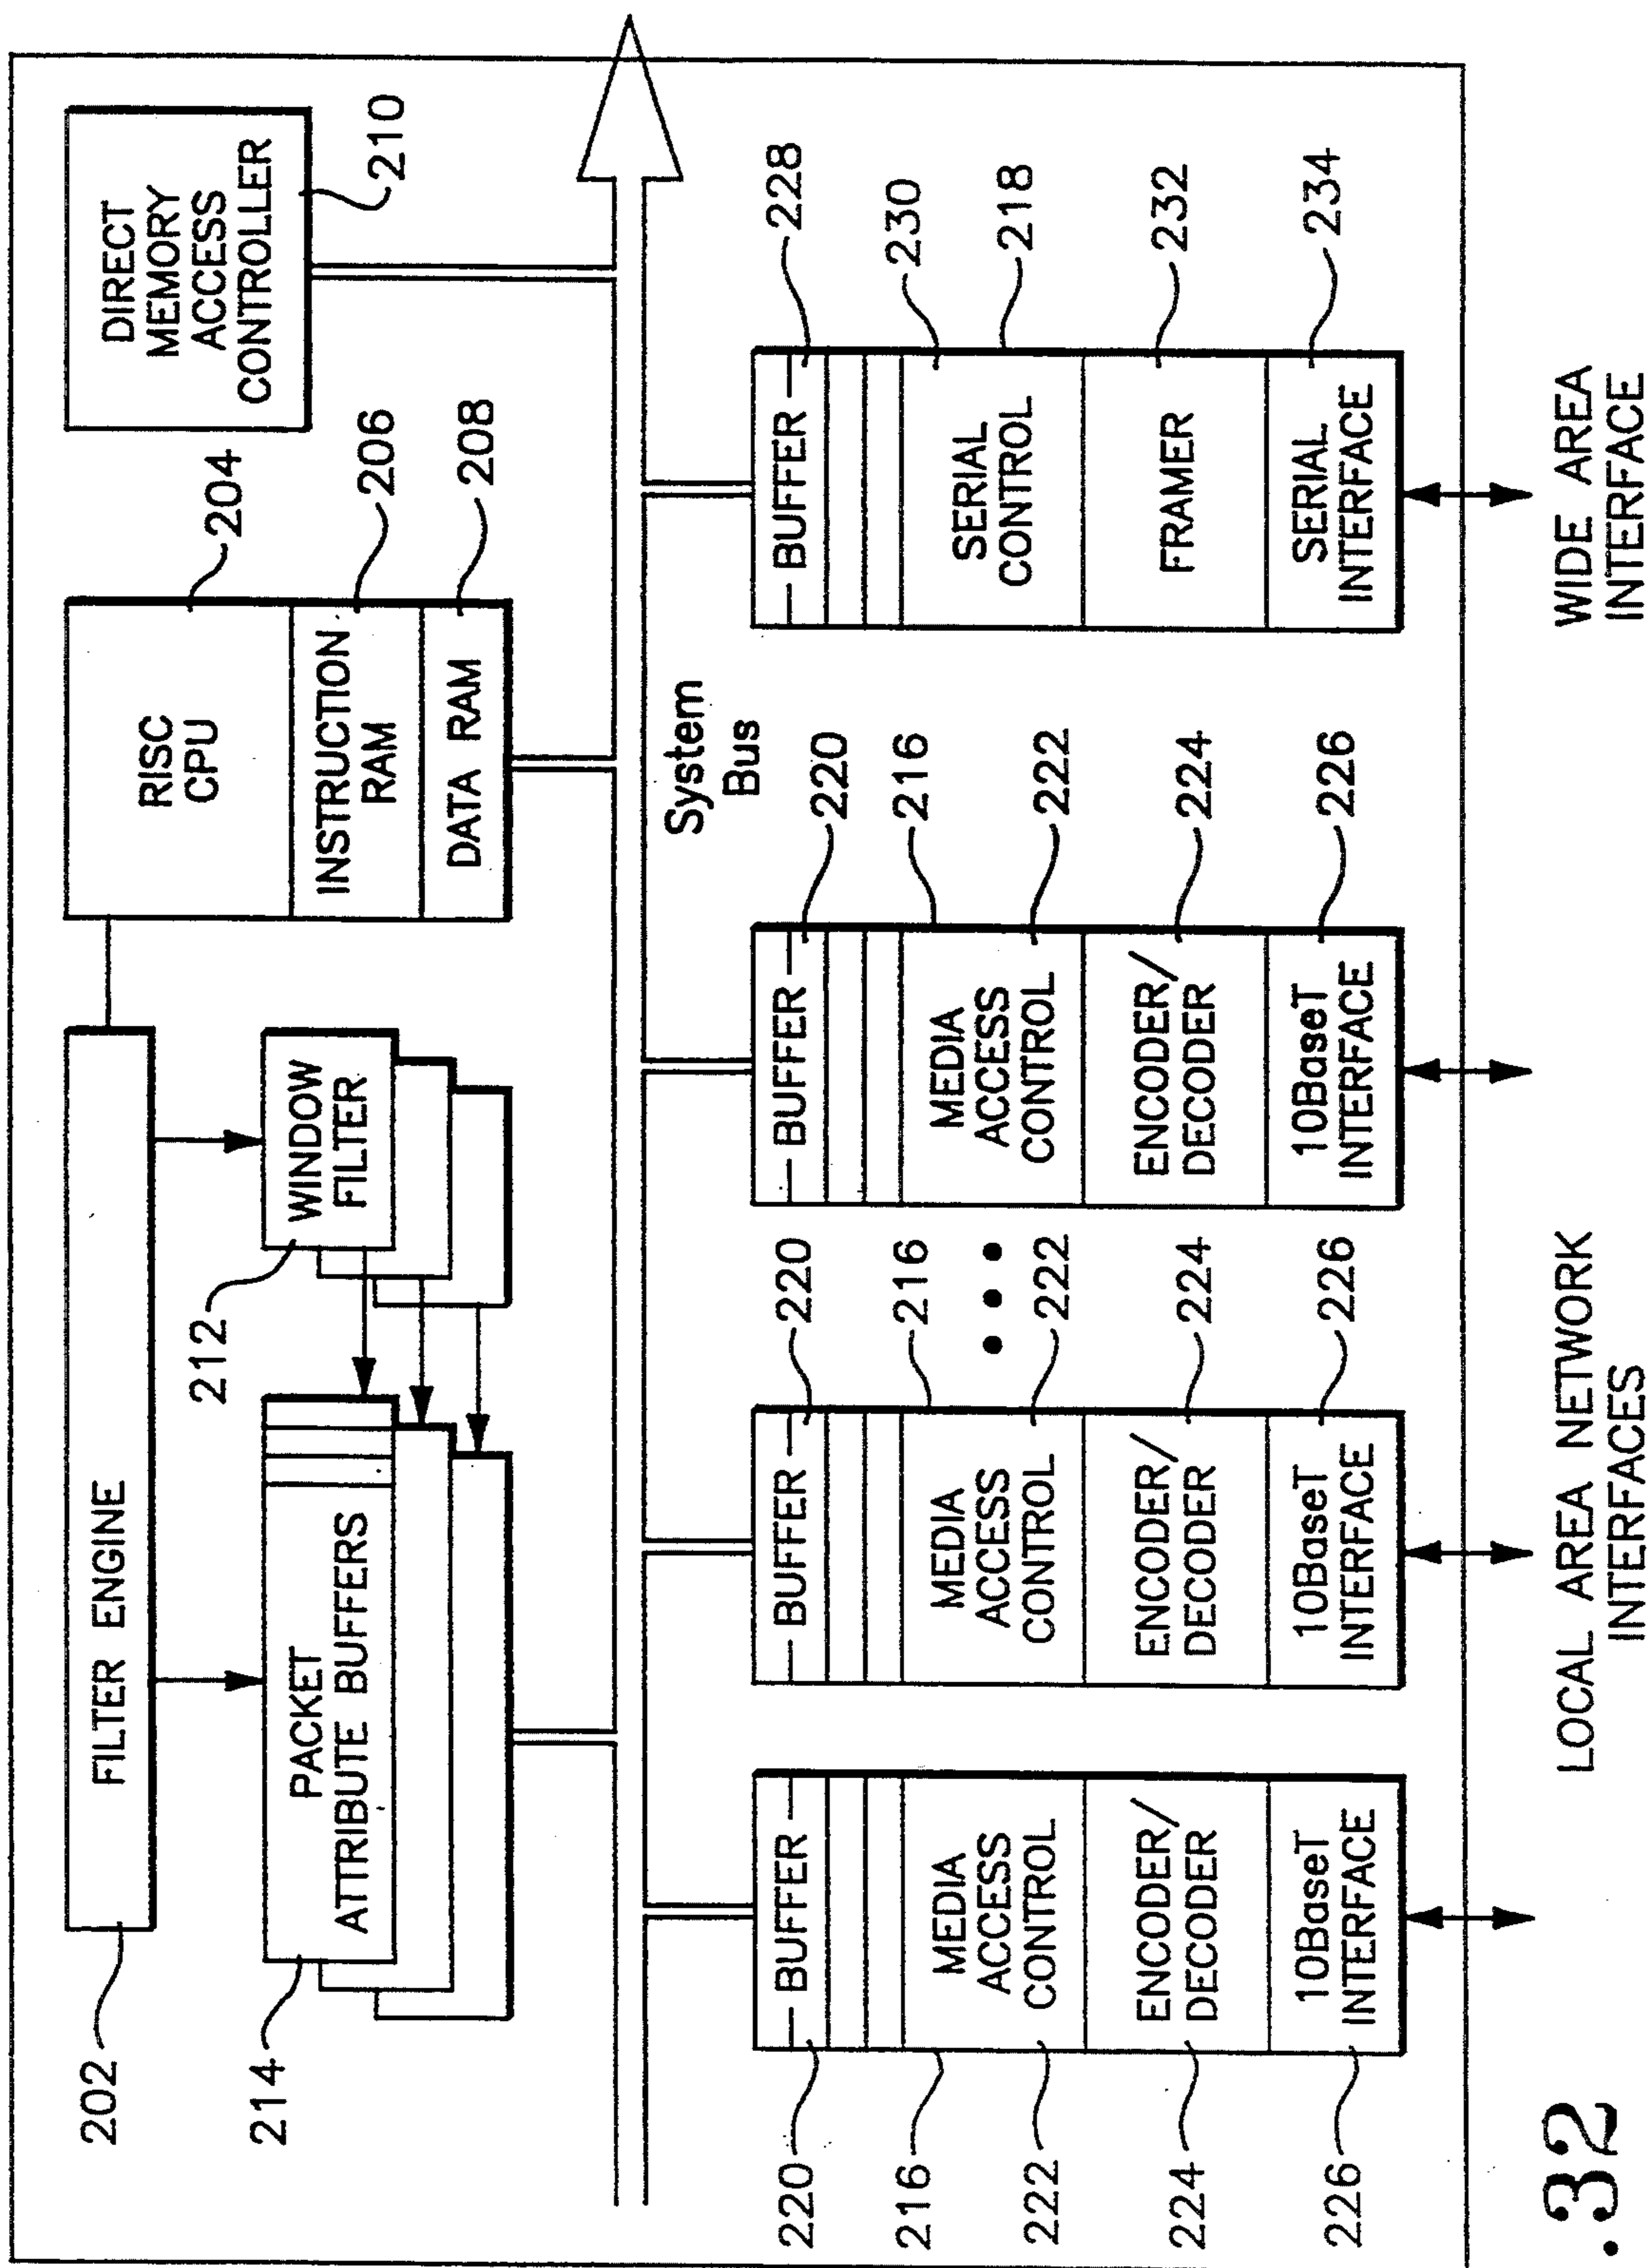 202
FILTER ENGINE
214
PACKET
ATTRIBUTE BUFFERS
212
WINDOW
FILTER
RISC
CPU
204
INSTRUCTION
RAM
206
DATA RAM
208
DIRECT
MEMORY
ACCESS
CONTROLLER
210
System
Bus
220
BUFFER
216
MEDIA
ACCESS
CONTROL
222
ENCODER/
DECODER
224
10BaseT
INTERFACE
226
BUFFER
220
216
MEDIA
ACCESS
CONTROL
222
ENCODER/
DECODER
224
10BaseT
INTERFACE
226
BUFFER
220
216
MEDIA
ACCESS
CONTROL
222
ENCODER/
DECODER
224
10BaseT
INTERFACE
226
BUFFER
228
230
SERIAL
CONTROL
218
FRAMER
232
SERIAL
INTERFACE
234
LOCAL AREA NETWORK
INTERFACES
WIDE AREA
INTERFACE
.32